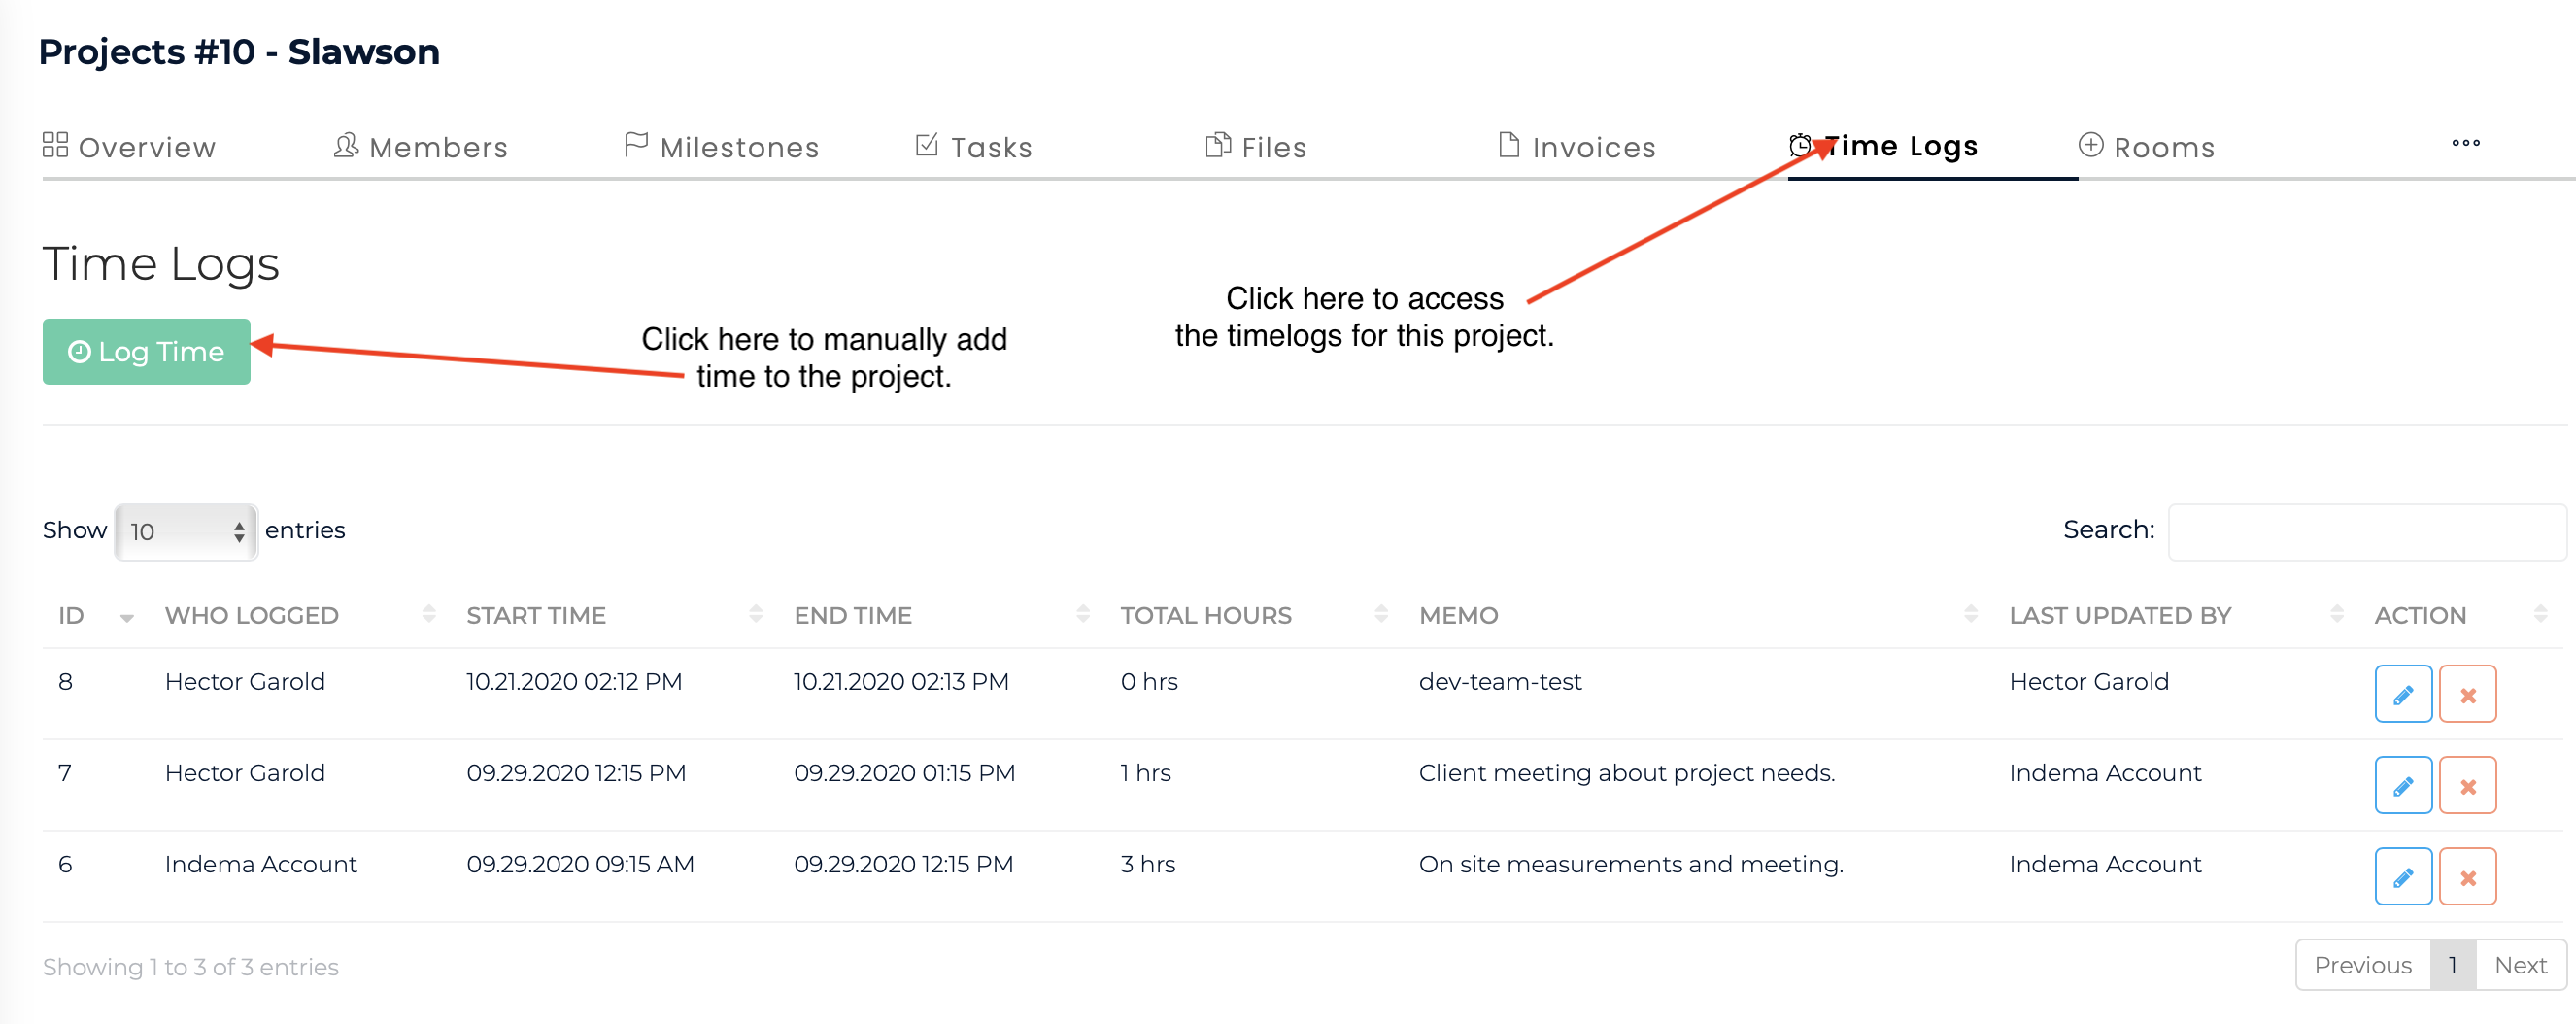 Projects #10 - Slawson
Overview Members Milestones Tasks Files Invoices Time Logs Rooms
Time Logs
Log Time
Click here to manually add
time to the project.
Click here to access
the timelogs for this project.
Show 10 entries
Search:
ID WHO LOGGED START TIME END TIME TOTAL HOURS MEMO LAST UPDATED BY ACTION
8 Hector Garold 10.21.2020 02:12 PM 10.21.2020 02:13 PM 0 hrs dev-team-test Hector Garold
7 Hector Garold 09.29.2020 12:15 PM 09.29.2020 01:15 PM 1 hrs Client meeting about project needs. Indema Account
6 Indema Account 09.29.2020 09:15 AM 09.29.2020 12:15 PM 3 hrs On site measurements and meeting. Indema Account
Showing 1 to 3 of 3 entries
Previous 1 Next